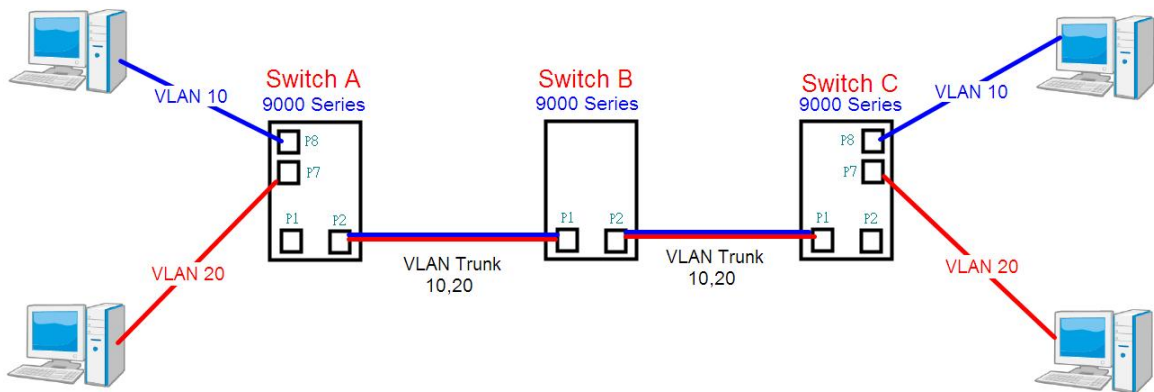 Switch A
9000 Series
Switch B
9000 Series
Switch C
9000 Series
VLAN 10
VLAN 10
P8
P7
P8
P7
P1
P2
P1
P2
P1
P2
VLAN 20
VLAN Trunk
10,20
VLAN Trunk
10,20
VLAN 20